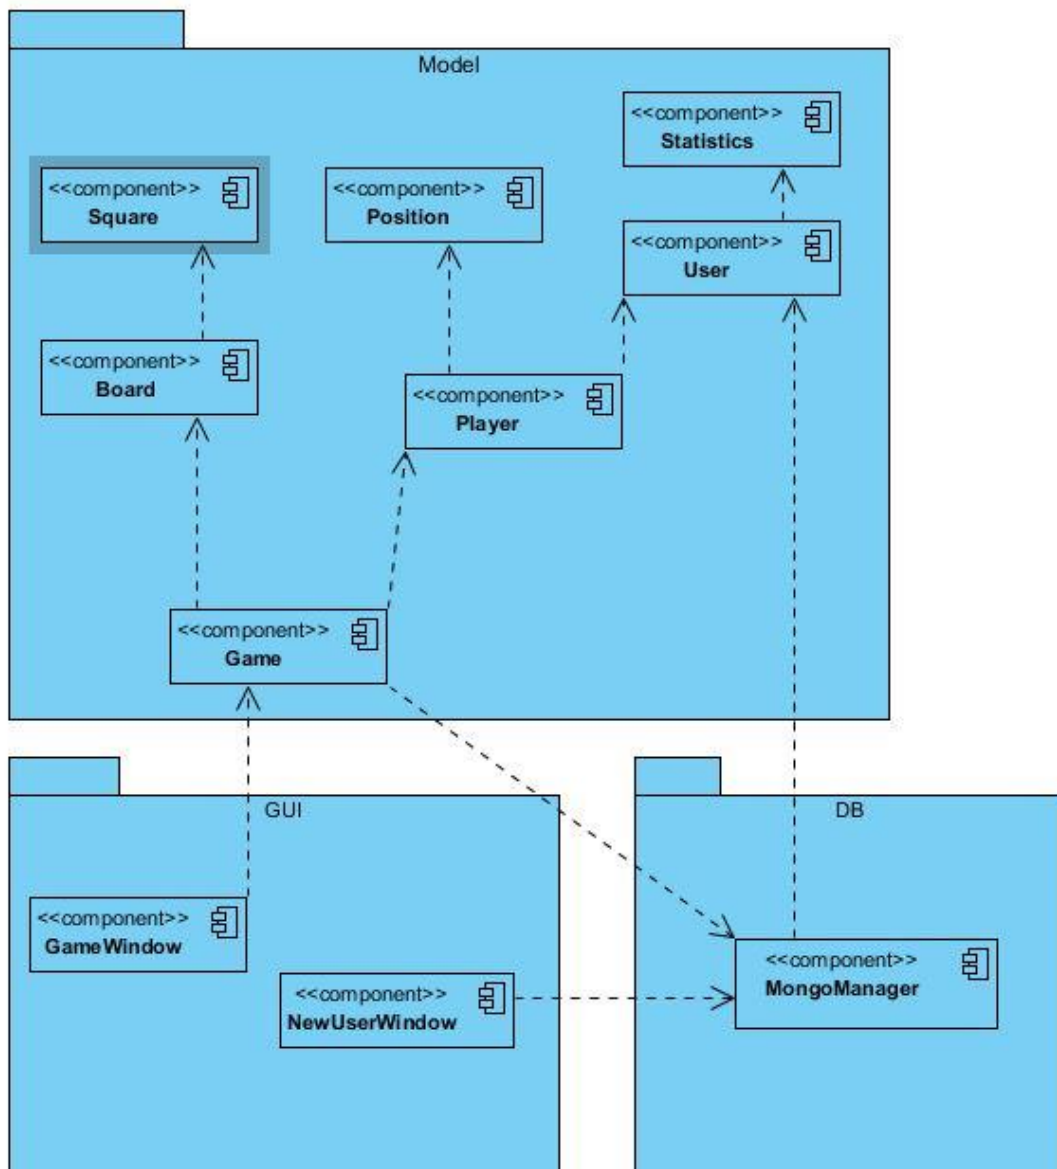 Model
<<component>>
Statistics
<<component>>
Square
<<component>>
Position
<<component>>
User
<<component>>
Board
<<component>>
Player
<<component>>
Game
GUI
DB
<<component>>
GameWindow
<<component>>
MongoManager
<<component>>
NewUserWindow